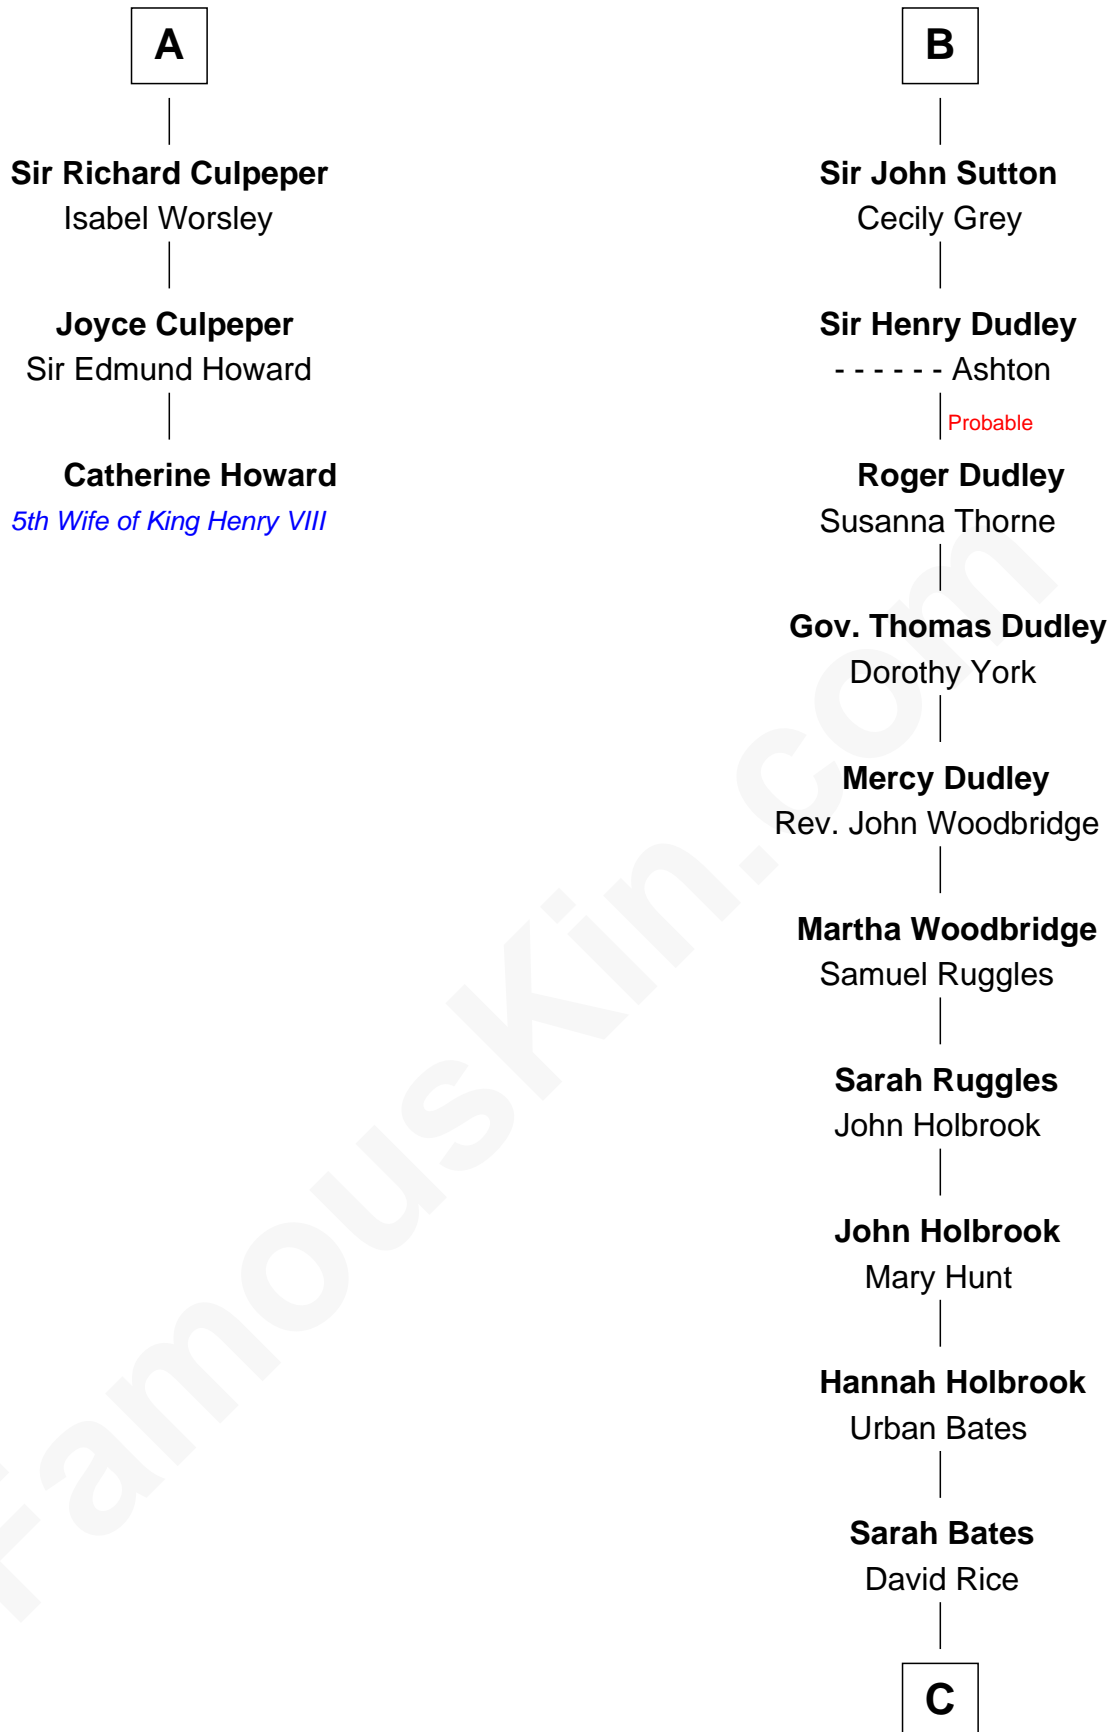 A
Sir Richard Culpeper
Isabel Worsley
Joyce Culpeper
Sir Edmund Howard
Catherine Howard
5th Wife of King Henry VIII
B
Sir John Sutton
Cecily Grey
Sir Henry Dudley
- - - - - - Ashton
Probable
Roger Dudley
Susanna Thorne
Gov. Thomas Dudley
Dorothy York
Mercy Dudley
Rev. John Woodbridge
Martha Woodbridge
Samuel Ruggles
Sarah Ruggles
John Holbrook
John Holbrook
Mary Hunt
Hannah Holbrook
Urban Bates
Sarah Bates
David Rice
C
FamousKin.com